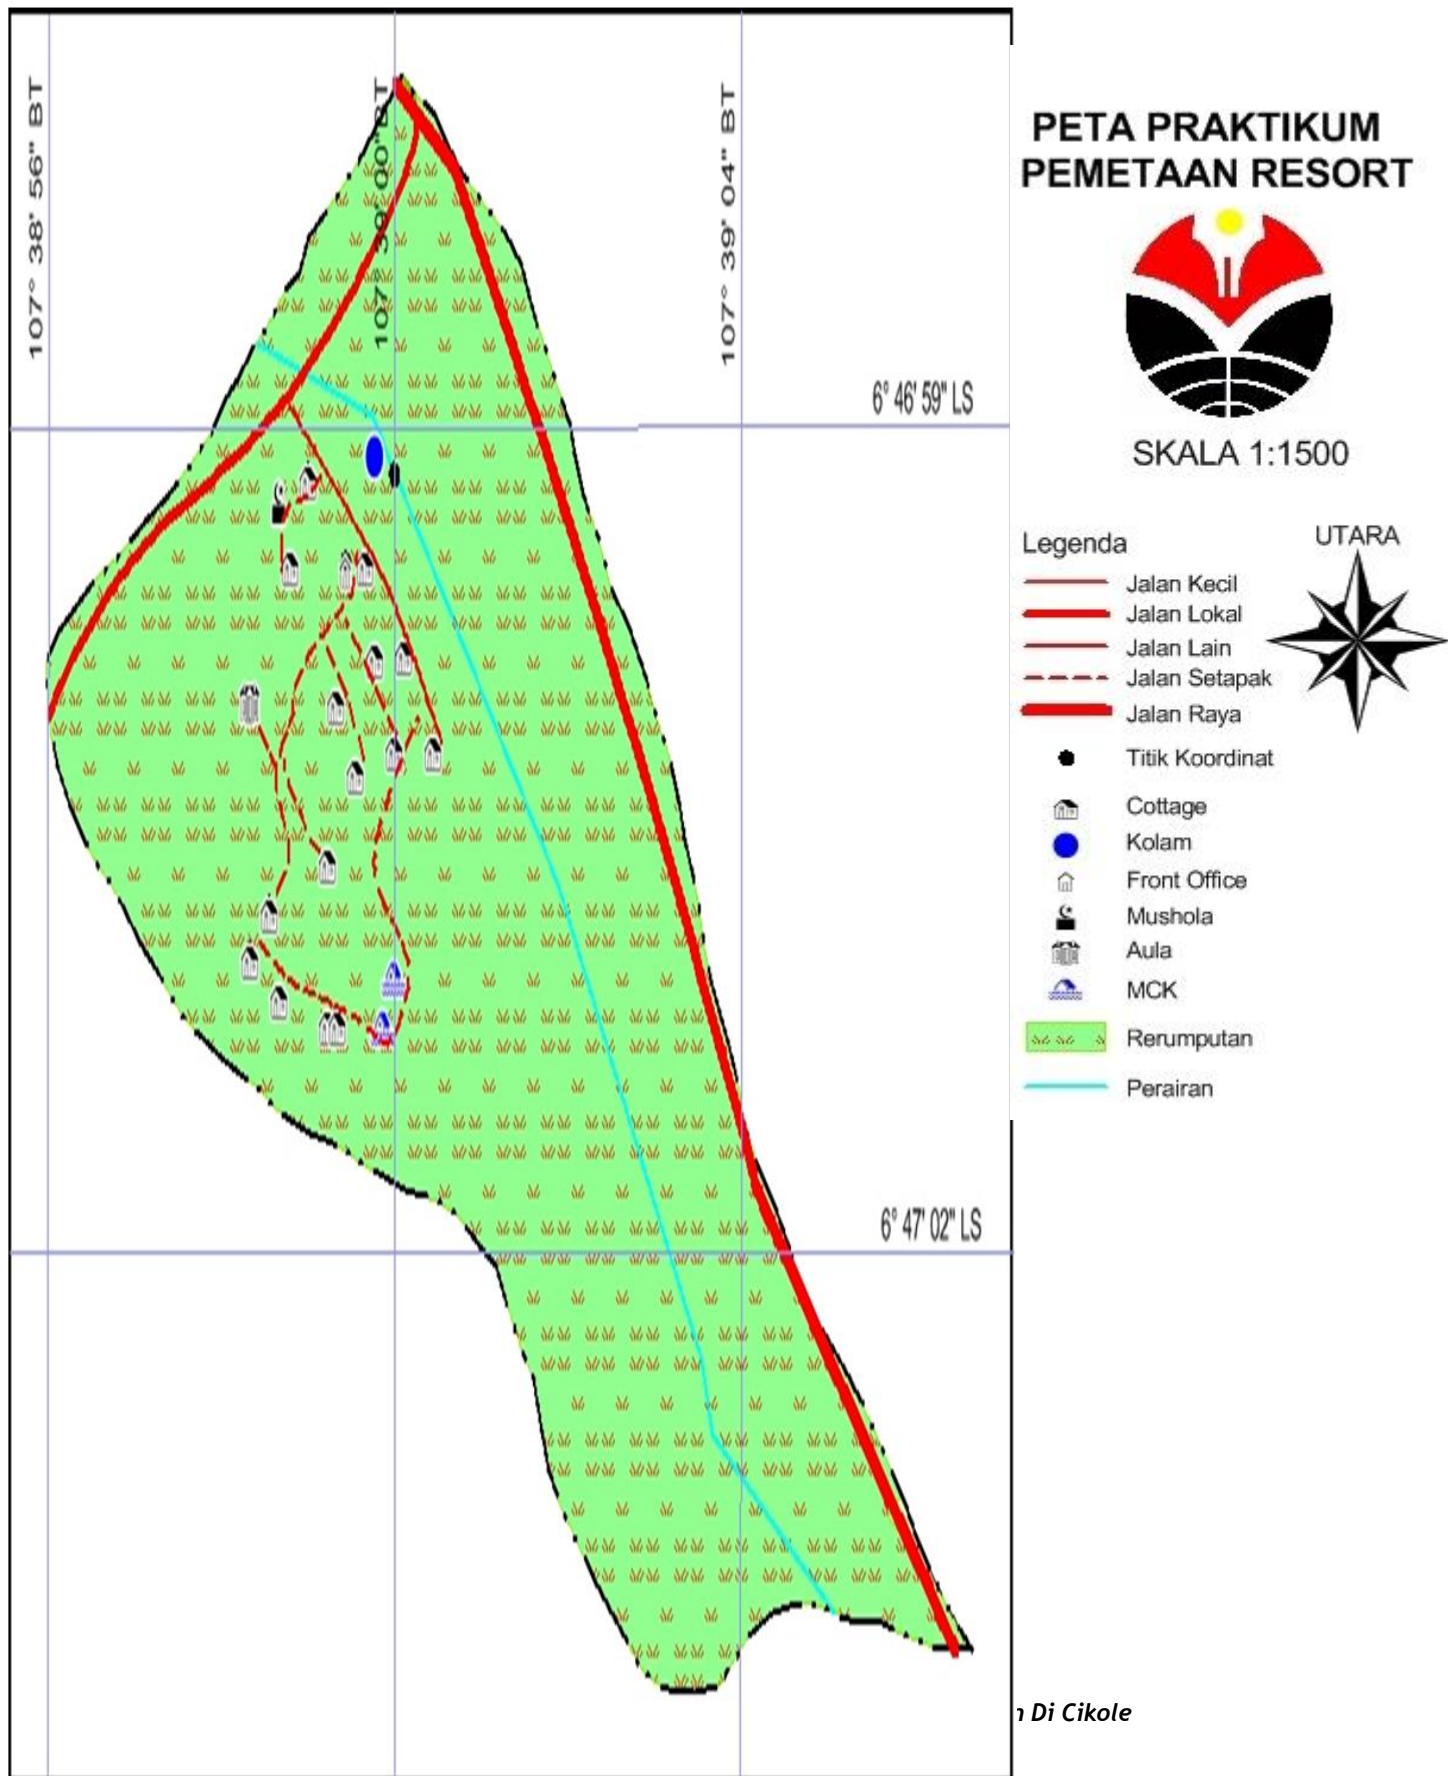 107° 38' 56" BT
107° 39' 00" BT
107° 39' 04" BT
6° 46' 59" LS
6° 47' 02" LS
PETA PRAKTIKUM
PEMETAAN RESORT
SKALA 1:1500
Legenda
UTARA
Jalan Kecil
Jalan Lokal
Jalan Lain
Jalan Setapak
Jalan Raya
Titik Koordinat
Cottage
Kolam
Front Office
Mushola
Aula
MCK
Rerumputan
Perairan
Di Cikole